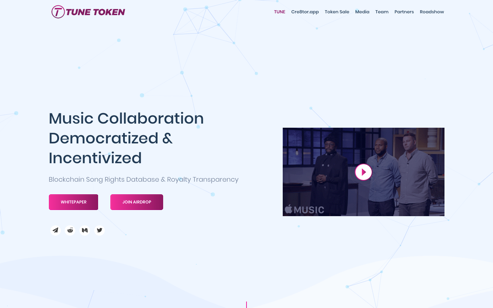 TUNE TOKEN
TUNE Creditor.app Token Sale Media Team Partners Roadshow
Music Collaboration
Democratized &
Incentivized
Blockchain Song Rights Database & Royalty Transparency
WHITEPAPER JOIN AIRDROP
MUSIC